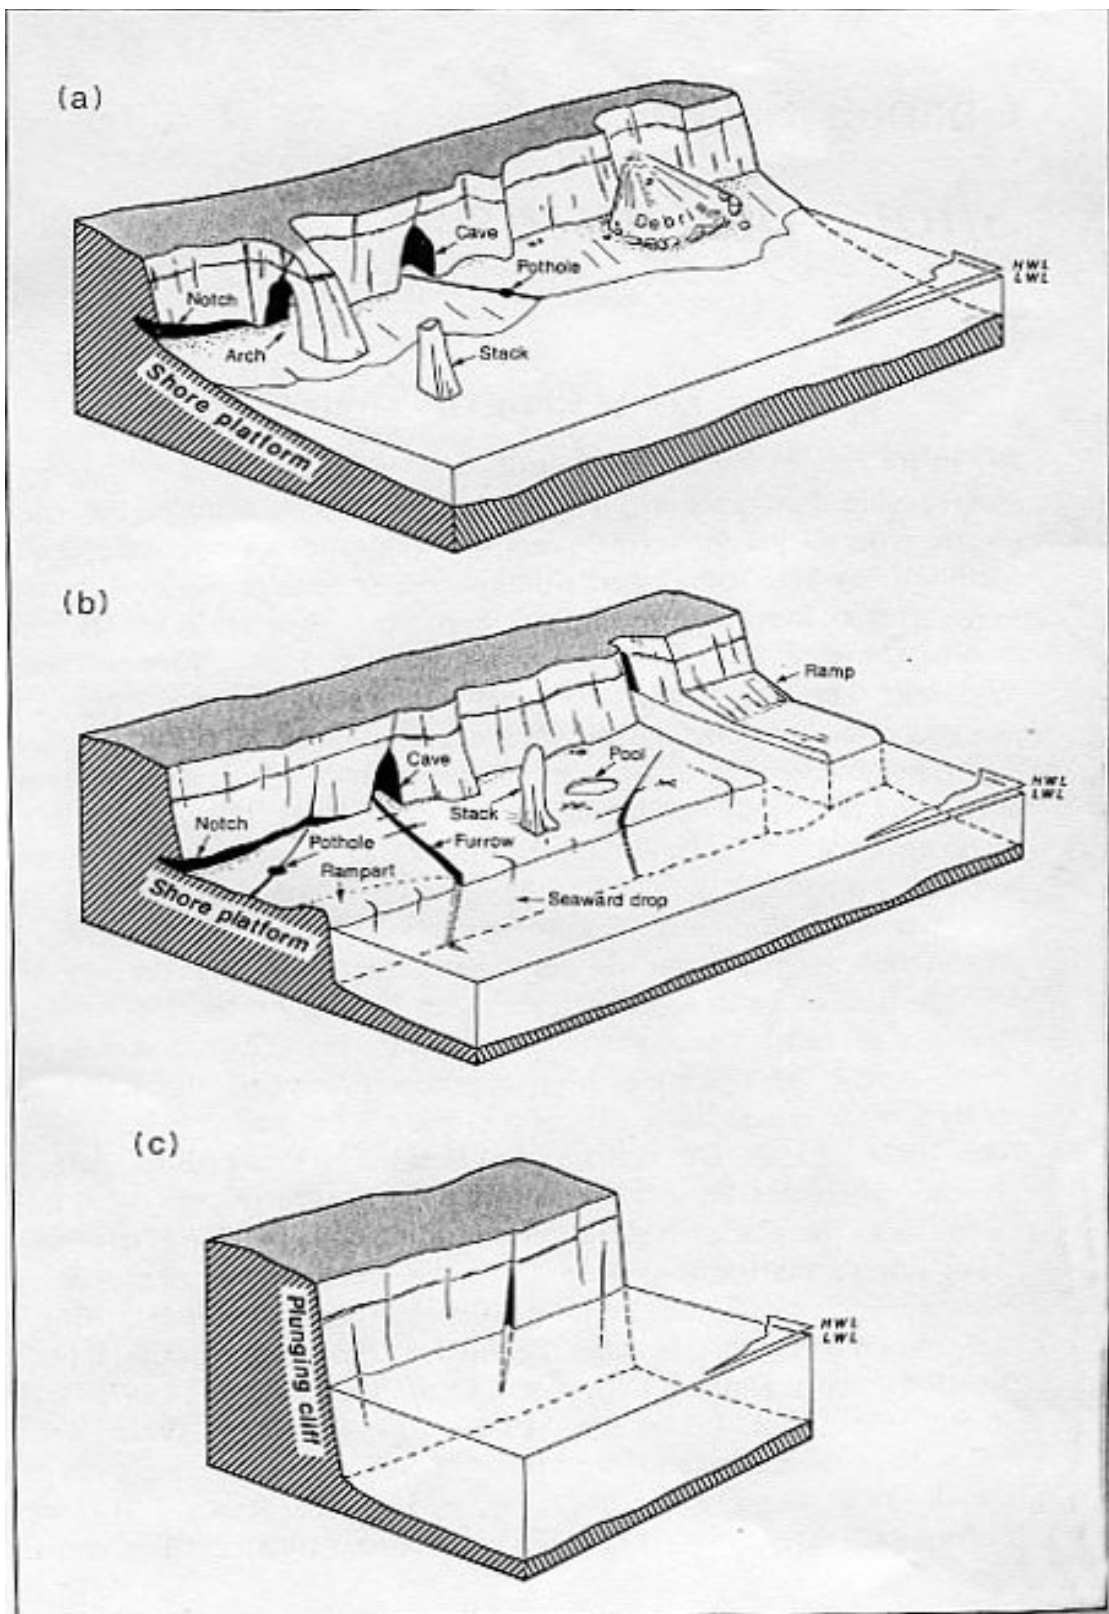 (a)
Cave
Debris
Pothole
HWL
LWL
Notch
Arch
Stack
Shore platform
(b)
Ramp
Pool
Cave
HWL
LWL
Stack
Notch
Pothole
Furrow
Rampart
Seaward drop
Shore platform
(c)
HWL
LWL
Plunging cliff